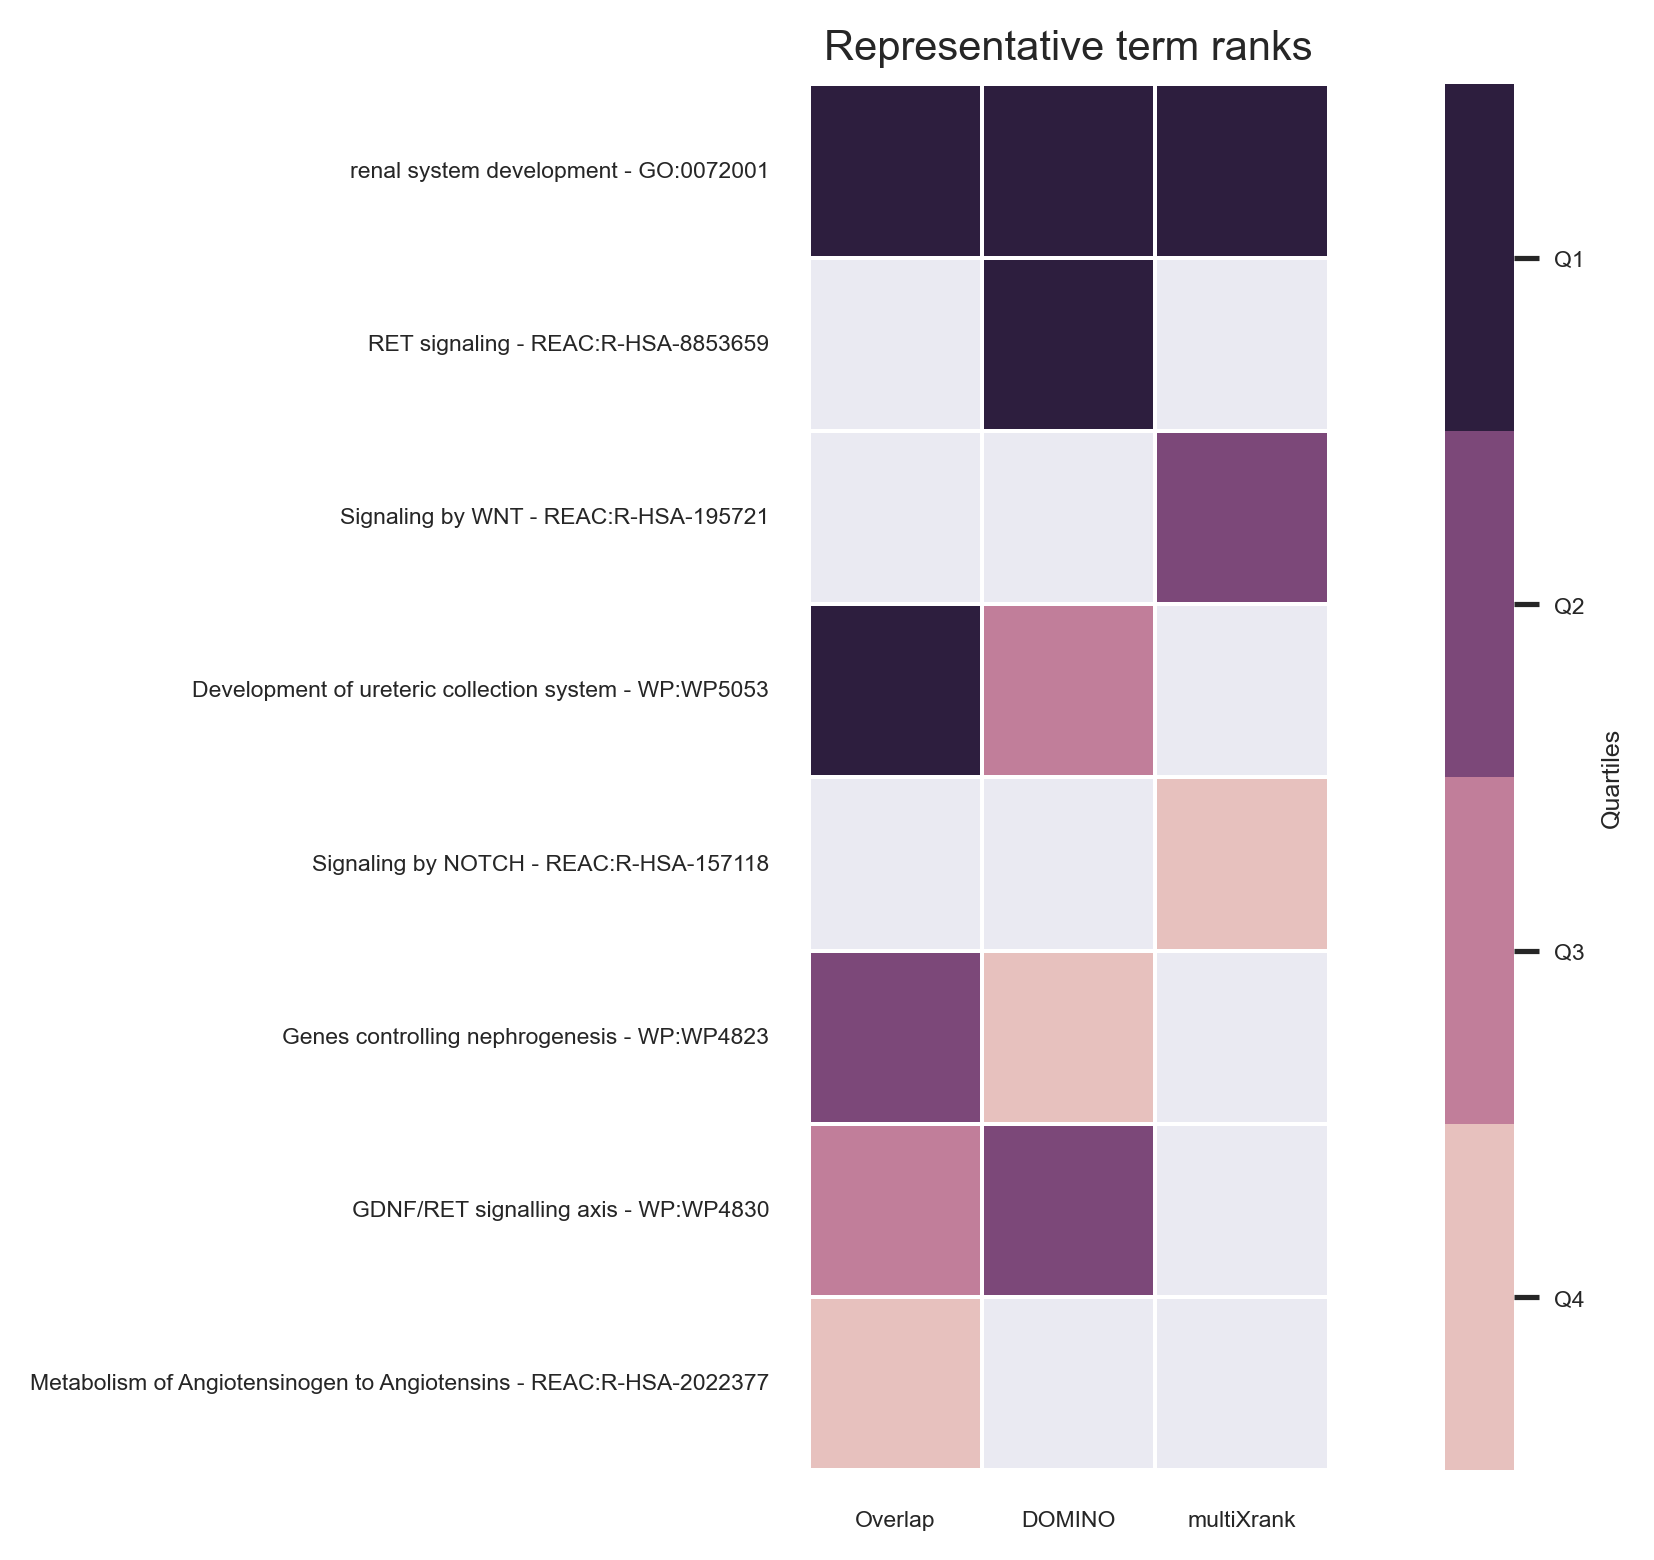 Representative term ranks
renal system development - GO:0072001
RET signaling - REAC:R-HSA-8853659
Signaling by WNT - REAC:R-HSA-195721
Development of ureteric collection system - WP:WP5053
Signaling by NOTCH - REAC:R-HSA-157118
Genes controlling nephrogenesis - WP:WP4823
GDNF/RET signalling axis - WP:WP4830
Metabolism of Angiotensinogen to Angiotensins - REAC:R-HSA-2022377
Overlap DOMINO multiXrank
Q1
Q2
Q3
Q4
Quartiles